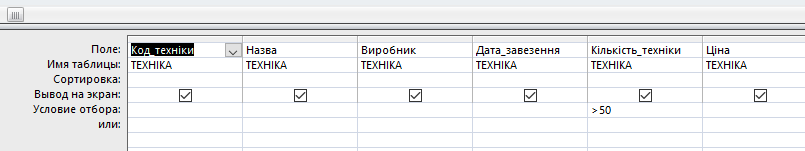 Поле: Код_техніки Назва Виробник Дата_завезення Кількість_техніки Ціна
Имя таблицы: ТЕХНІКА ТЕХНІКА ТЕХНІКА ТЕХНІКА ТЕХНІКА ТЕХНІКА
Сортировка:
Вывод на экран:
Условие отбора: >50
или: